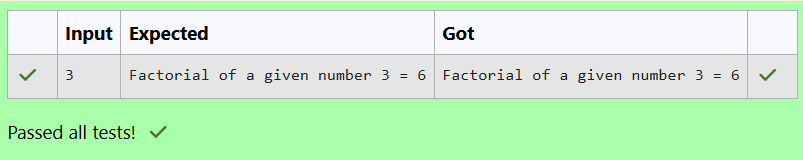 Input Expected Got
3 Factorial of a given number 3 = 6 Factorial of a given number 3 = 6
Passed all tests!